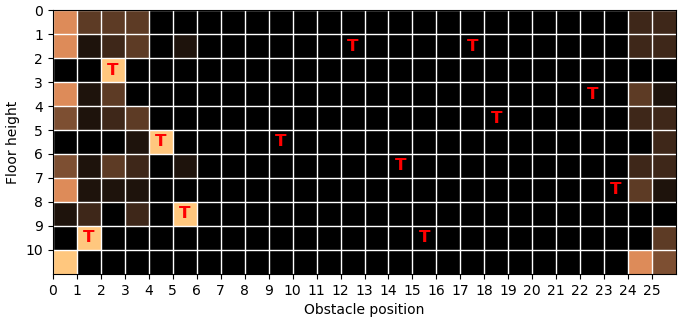 0
1
2
3
4
5
6
7
8
9
10
Floor height
T T
T
T
T
T T
T
T
T
T T
0 1 2 3 4 5 6 7 8 9 10 11 12 13 14 15 16 17 18 19 20 21 22 23 24 25
Obstacle position